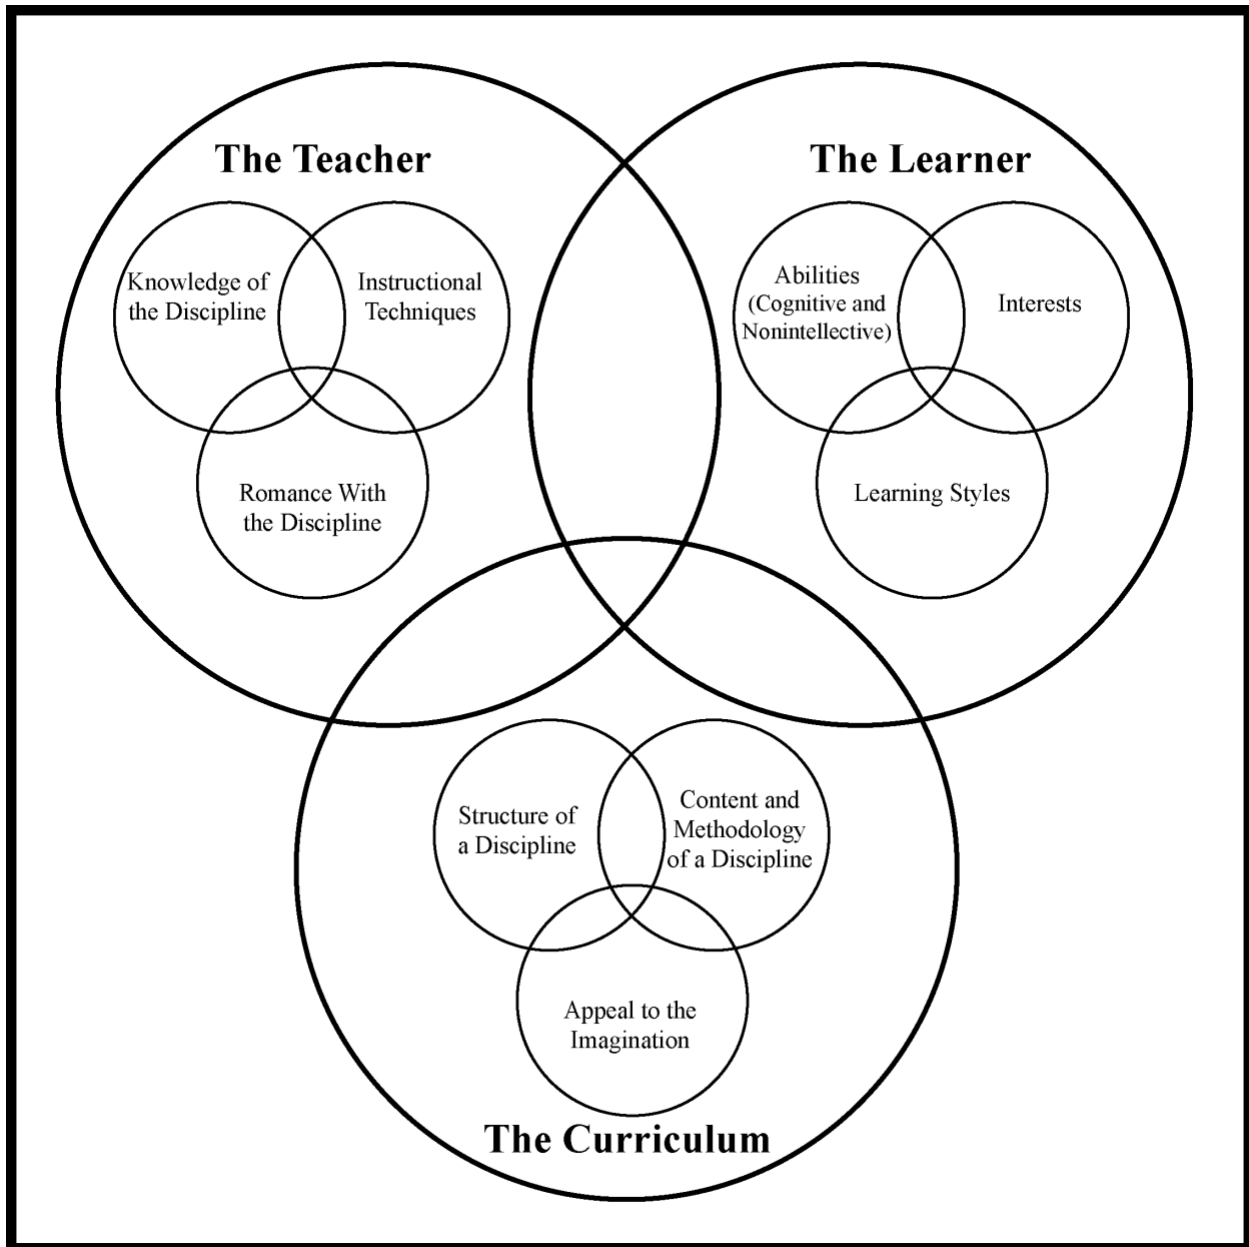 The Teacher
Knowledge of
the Discipline
Instructional
Techniques
Romance With
the Discipline
The Learner
Abilities
(Cognitive and
Nonintellective)
Interests
Learning Styles
Structure of
a Discipline
Content and
Methodology
of a Discipline
Appeal to the
Imagination
The Curriculum